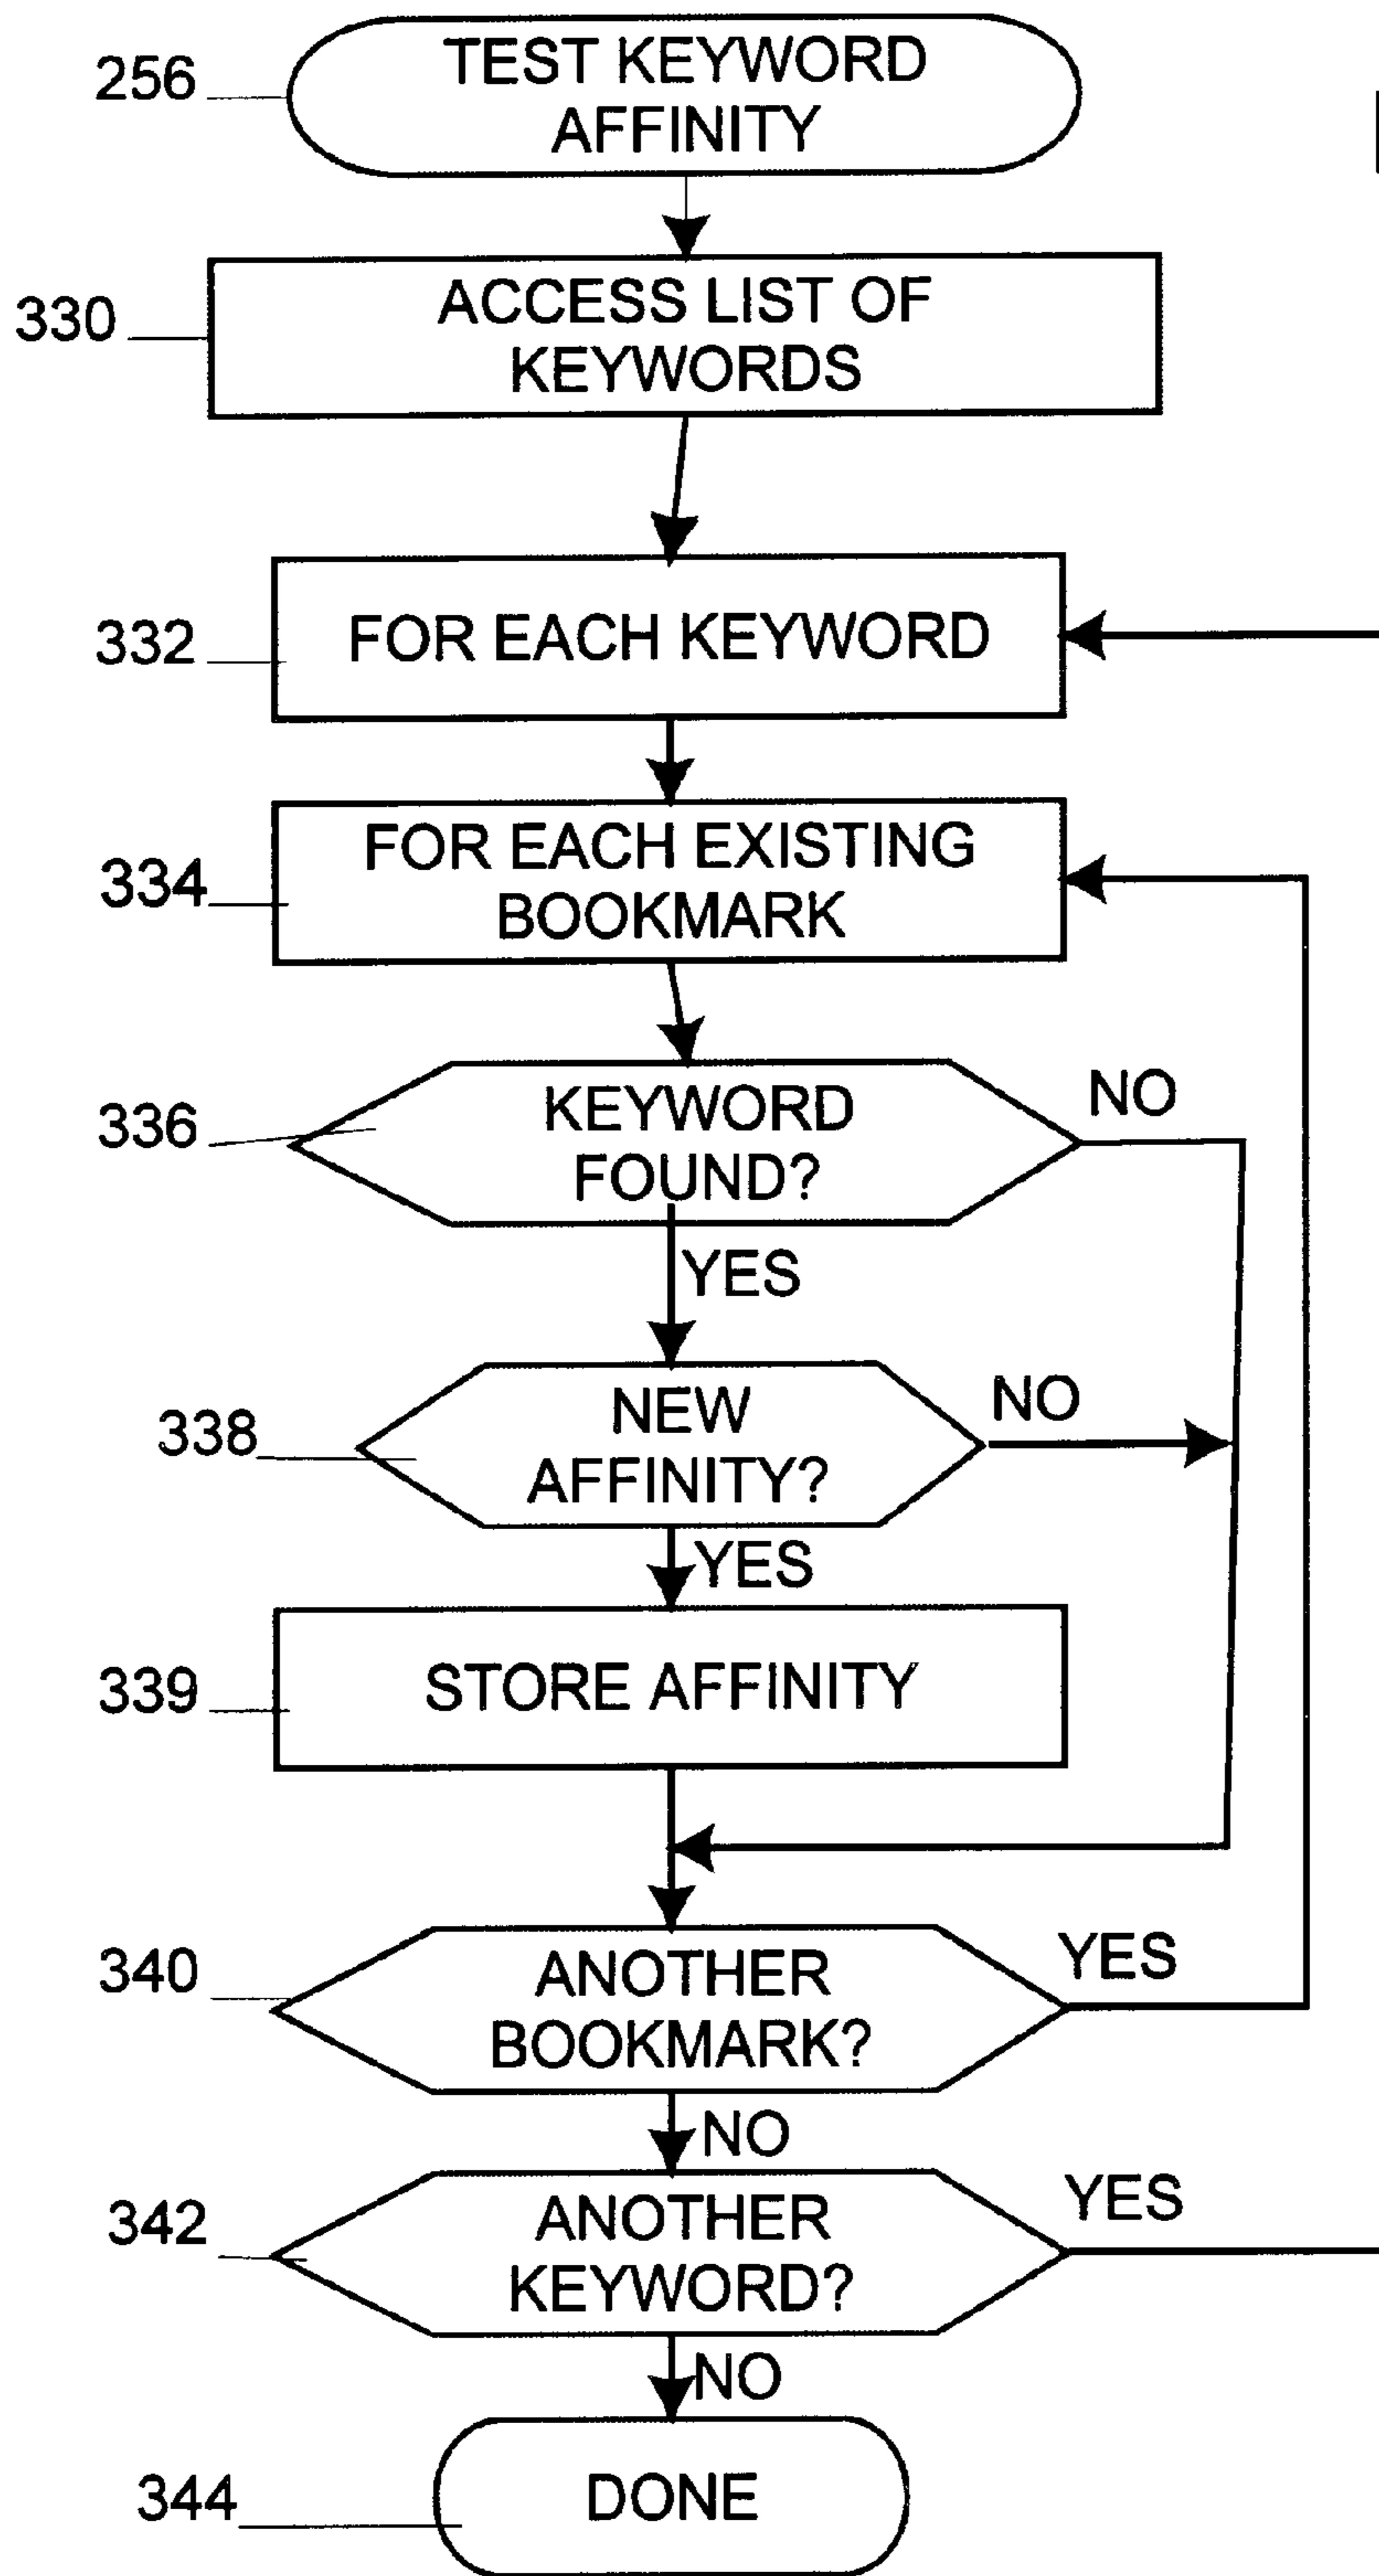 TEST KEYWORD
AFFINITY
256
ACCESS LIST OF
KEYWORDS
330
FOR EACH KEYWORD
332
FOR EACH EXISTING
BOOKMARK
334
KEYWORD
FOUND?
NO
336
YES
NEW
AFFINITY?
NO
338
YES
STORE AFFINITY
339
ANOTHER
BOOKMARK?
YES
340
NO
ANOTHER
KEYWORD?
YES
342
NO
DONE
344